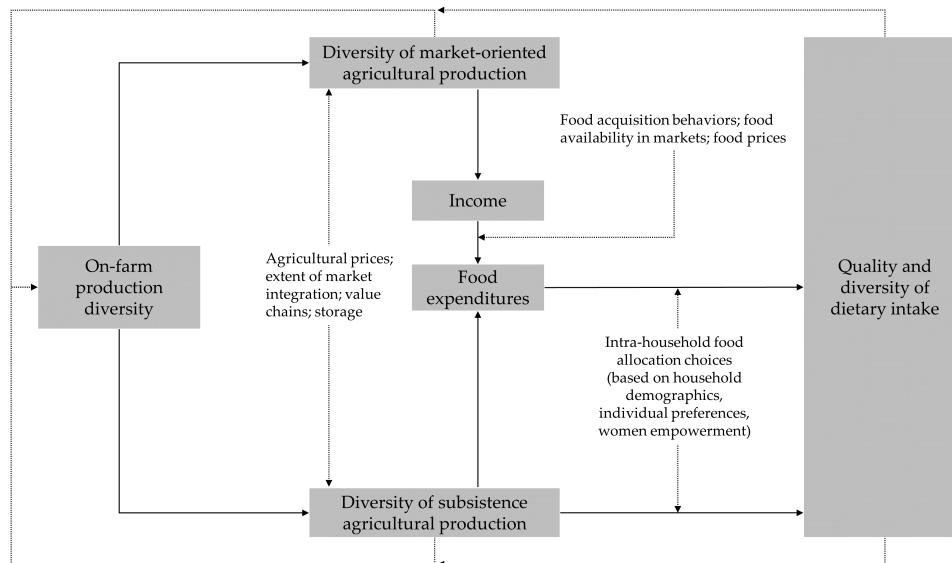 Diversity of market-oriented
agricultural production
Food acquisition behaviors; food
availability in markets; food prices
Income
On-farm
production
diversity
Agricultural prices;
extent of market
integration; value
chains; storage
Food
expenditures
Quality and
diversity of
dietary intake
Intra-household food
allocation choices
(based on household
demographics,
individual preferences,
women empowerment)
Diversity of subsistence
agricultural production